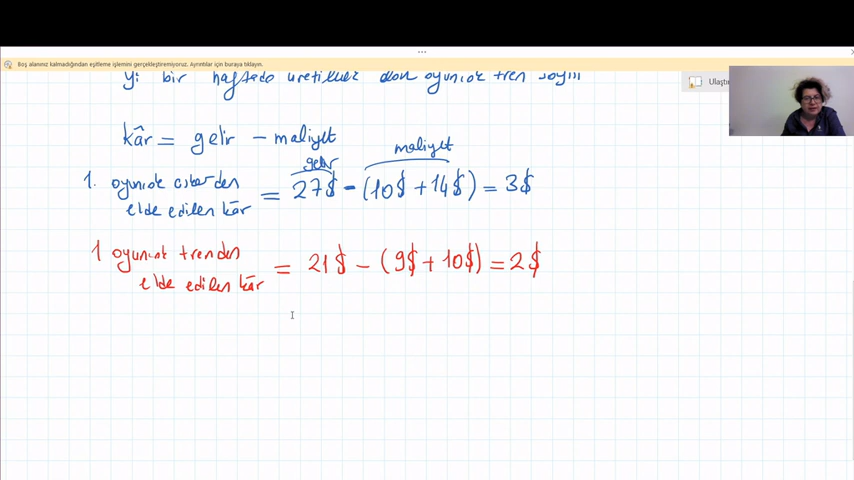 Boş alanınız kalmadığından eşitleme işlemini gerçekleştiremiyoruz. Ayrıntılar için buraya tıklayın.
y: bir haftada üretilecek olan oyuncak tren sayısı
Ulaştır
kâr = gelir - maliyet
gelir maliyet
1 oyuncak askerden = 27$ - (10$ + 14$) = 3$
elde edilen kâr
1 oyuncak trenden = 21$ - (9$ + 10$) = 2$
elde edilen kâr